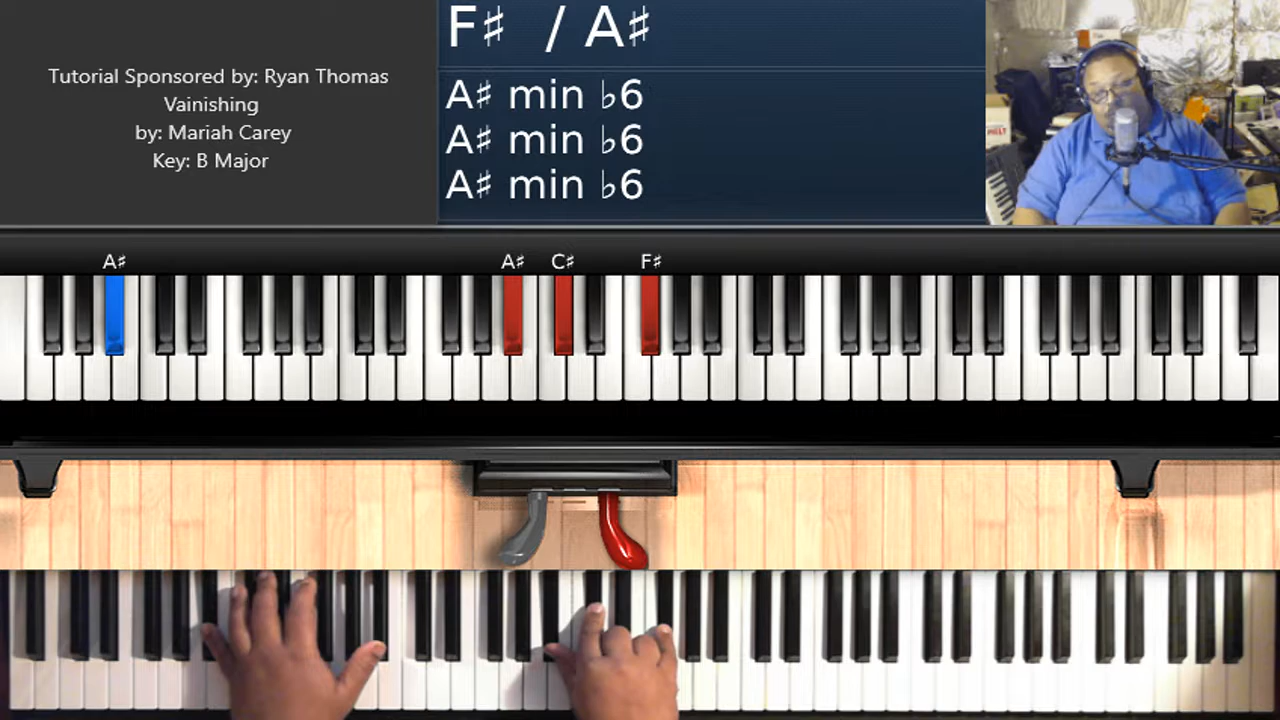 Tutorial Sponsored by: Ryan Thomas
Vainishing
by: Mariah Carey
Key: B Major
F♯ / A♯
A♯ min ♭6
A♯ min ♭6
A♯ min ♭6
A♯ A♯ C♯ F♯